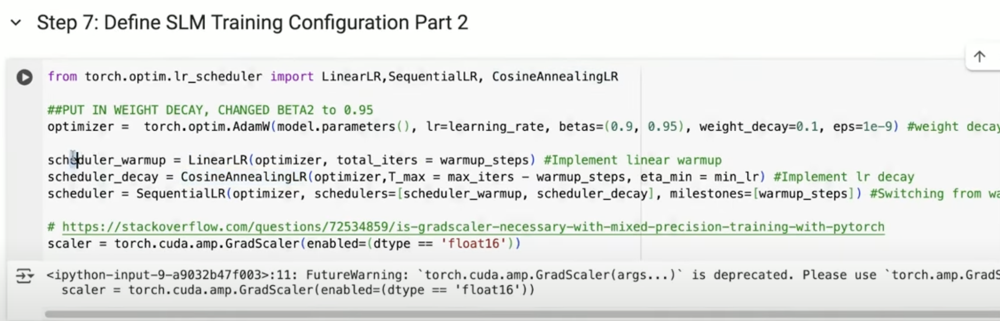 Step 7: Define SLM Training Configuration Part 2
from torch.optim.lr_scheduler import LinearLR,SequentialLR, CosineAnnealingLR
##PUT IN WEIGHT DECAY, CHANGED BETA2 to 0.95
optimizer =  torch.optim.AdamW(model.parameters(), lr=learning_rate, betas=(0.9, 0.95), weight_decay=0.1, eps=1e-9) #weight decay
scheduler_warmup = LinearLR(optimizer, total_iters = warmup_steps) #Implement linear warmup
scheduler_decay = CosineAnnealingLR(optimizer,T_max = max_iters - warmup_steps, eta_min = min_lr) #Implement lr decay
scheduler = SequentialLR(optimizer, schedulers=[scheduler_warmup, scheduler_decay], milestones=[warmup_steps]) #Switching from wa
# https://stackoverflow.com/questions/72534859/is-gradscaler-necessary-with-mixed-precision-training-with-pytorch
scaler = torch.cuda.amp.GradScaler(enabled=(dtype == 'float16'))
<ipython-input-9-a9032b47f003>:11: FutureWarning: `torch.cuda.amp.GradScaler(args...)` is deprecated. Please use `torch.amp.GradS
  scaler = torch.cuda.amp.GradScaler(enabled=(dtype == 'float16'))